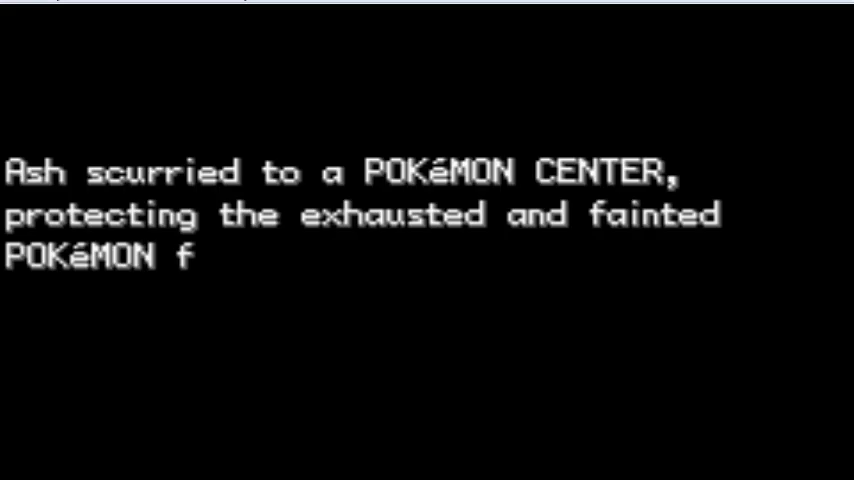 Ash scurried to a POKéMON CENTER,
protecting the exhausted and fainted
POKéMON f